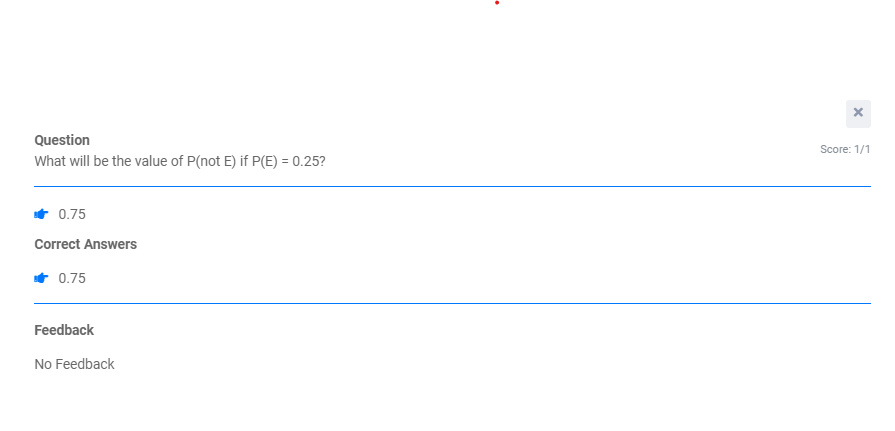 Question
What will be the value of P(not E) if P(E) = 0.25?
Score: 1/1
0.75
Correct Answers
0.75
Feedback
No Feedback